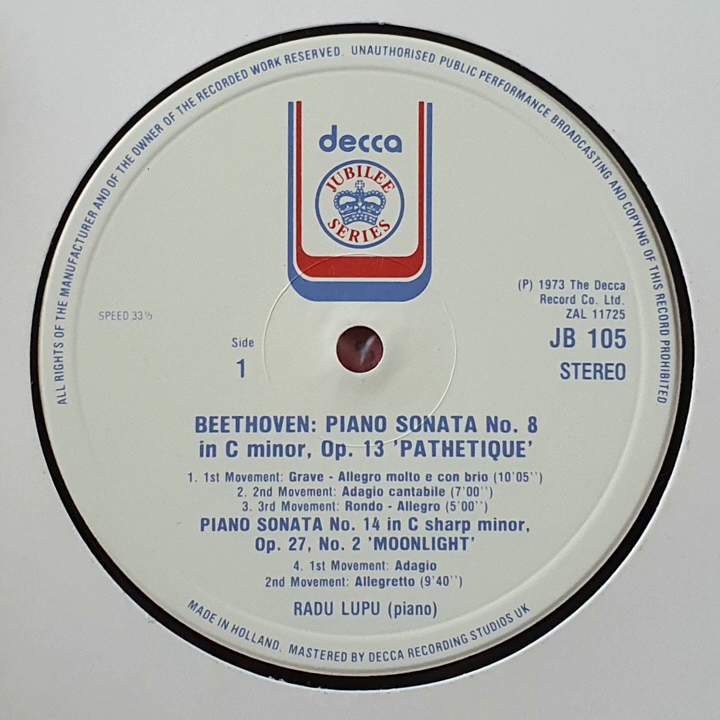 ALL RIGHTS OF THE MANUFACTURER AND OF THE OWNER OF THE RECORDED WORK RESERVED. UNAUTHORISED PUBLIC PERFORMANCE BROADCASTING AND COPYING OF THIS RECORD PROHIBITED
decca
JUBILEE
SERIES
(P) 1973 The Decca
Record Co. Ltd.
ZAL 11725
SPEED 33⅓
JB 105
Side
1
STEREO
BEETHOVEN: PIANO SONATA No. 8
in C minor, Op. 13 'PATHETIQUE'
1. 1st Movement: Grave - Allegro molto e con brio (10'05'')
2. 2nd Movement: Adagio cantabile (7'00'')
3. 3rd Movement: Rondo - Allegro (5'00'')
PIANO SONATA No. 14 in C sharp minor,
Op. 27, No. 2 'MOONLIGHT'
4. 1st Movement: Adagio
2nd Movement: Allegretto (9'40'')
RADU LUPU (piano)
MADE IN HOLLAND. MASTERED BY DECCA RECORDING STUDIOS UK